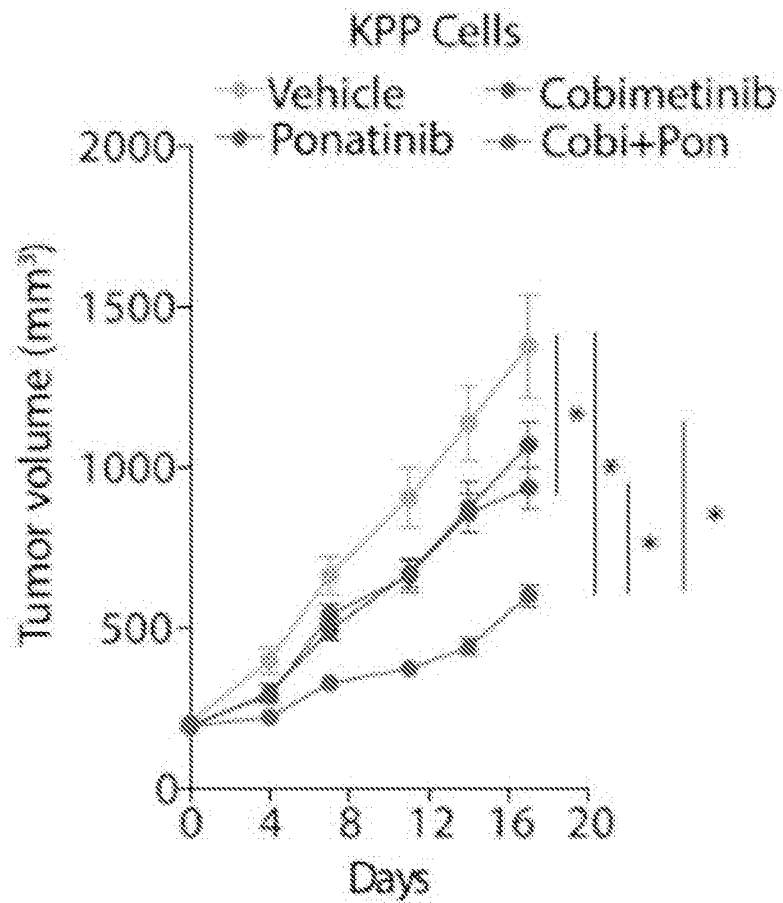 KPP Cells
Vehicle Cobimetinib
Ponatinib Cobi+Pon
2000
1500
1000
500
0
Tumor volume (mm³)
0 4 8 12 16 20
Days
* * * *